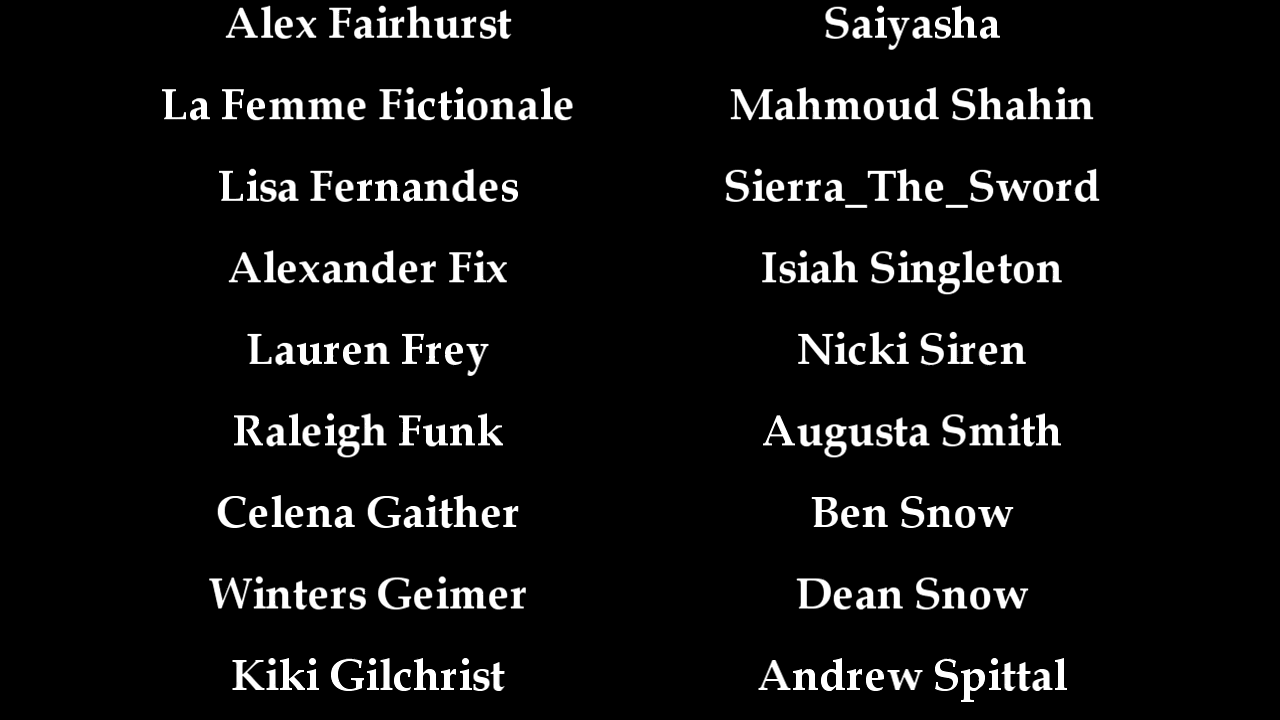 Alex Fairhurst
La Femme Fictionale
Lisa Fernandes
Alexander Fix
Lauren Frey
Raleigh Funk
Celena Gaither
Winters Geimer
Kiki Gilchrist
Saiyasha
Mahmoud Shahin
Sierra_The_Sword
Isiah Singleton
Nicki Siren
Augusta Smith
Ben Snow
Dean Snow
Andrew Spittal